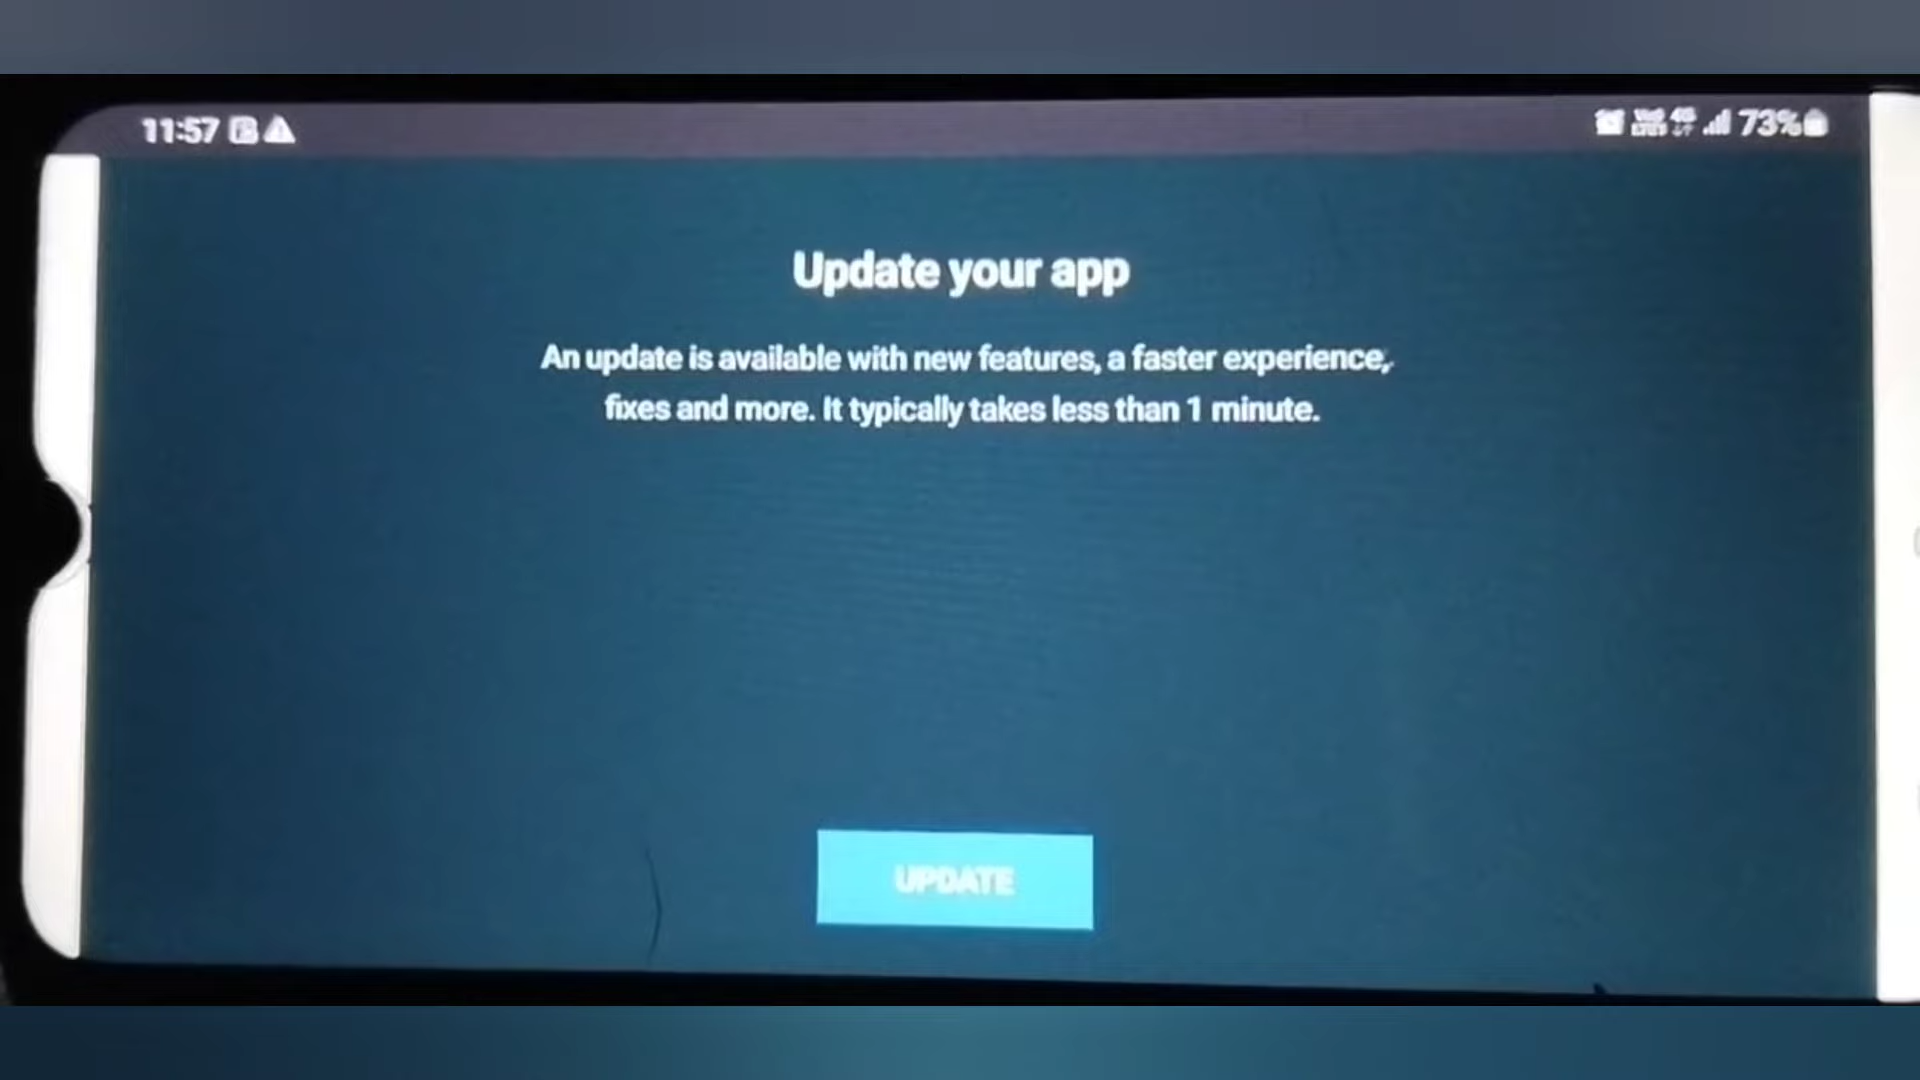 11:57
73%
Update your app
An update is available with new features, a faster experience,
fixes and more. It typically takes less than 1 minute.
UPDATE